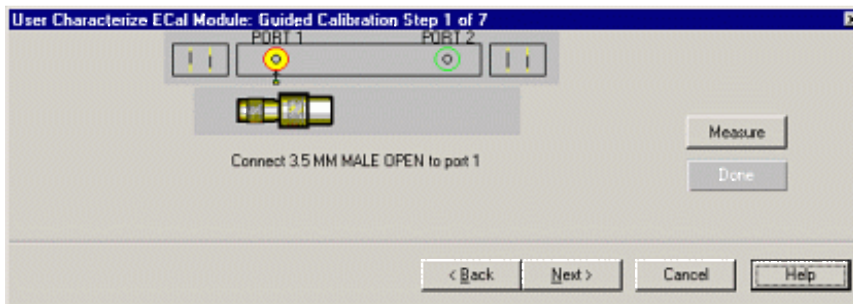 User Characterize ECal Module: Guided Calibration Step 1 of 7
PORT 1 PORT 2
Connect 3.5 MM MALE OPEN to port 1
Measure
Done
< Back Next > Cancel Help